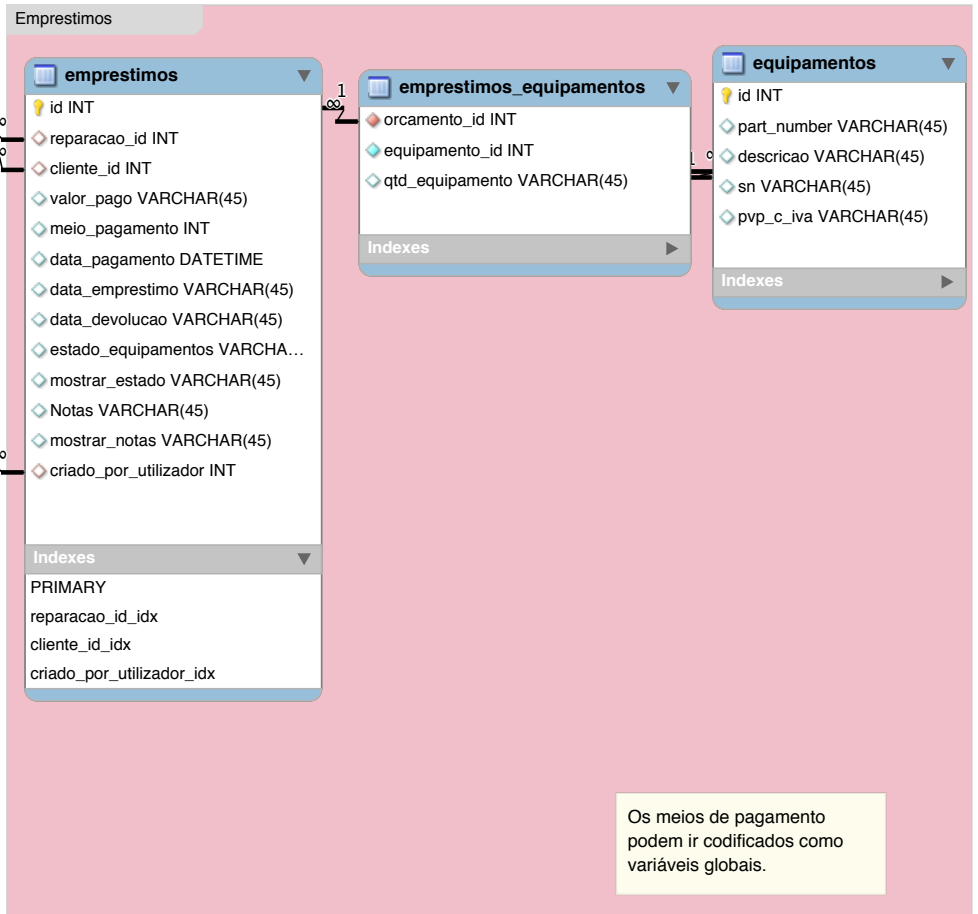 Emprestimos
emprestimos
id INT
reparacao_id INT
cliente_id INT
valor_pago VARCHAR(45)
meio_pagamento INT
data_pagamento DATETIME
data_emprestimo VARCHAR(45)
data_devolucao VARCHAR(45)
estado_equipamentos VARCHA…
mostrar_estado VARCHAR(45)
Notas VARCHAR(45)
mostrar_notas VARCHAR(45)
criado_por_utilizador INT
Indexes
PRIMARY
reparacao_id_idx
cliente_id_idx
criado_por_utilizador_idx
1
∞
emprestimos_equipamentos
orcamento_id INT
equipamento_id INT
qtd_equipamento VARCHAR(45)
Indexes
1
equipamentos
id INT
part_number VARCHAR(45)
descricao VARCHAR(45)
sn VARCHAR(45)
pvp_c_iva VARCHAR(45)
Indexes
Os meios de pagamento
podem ir codificados como
variáveis globais.